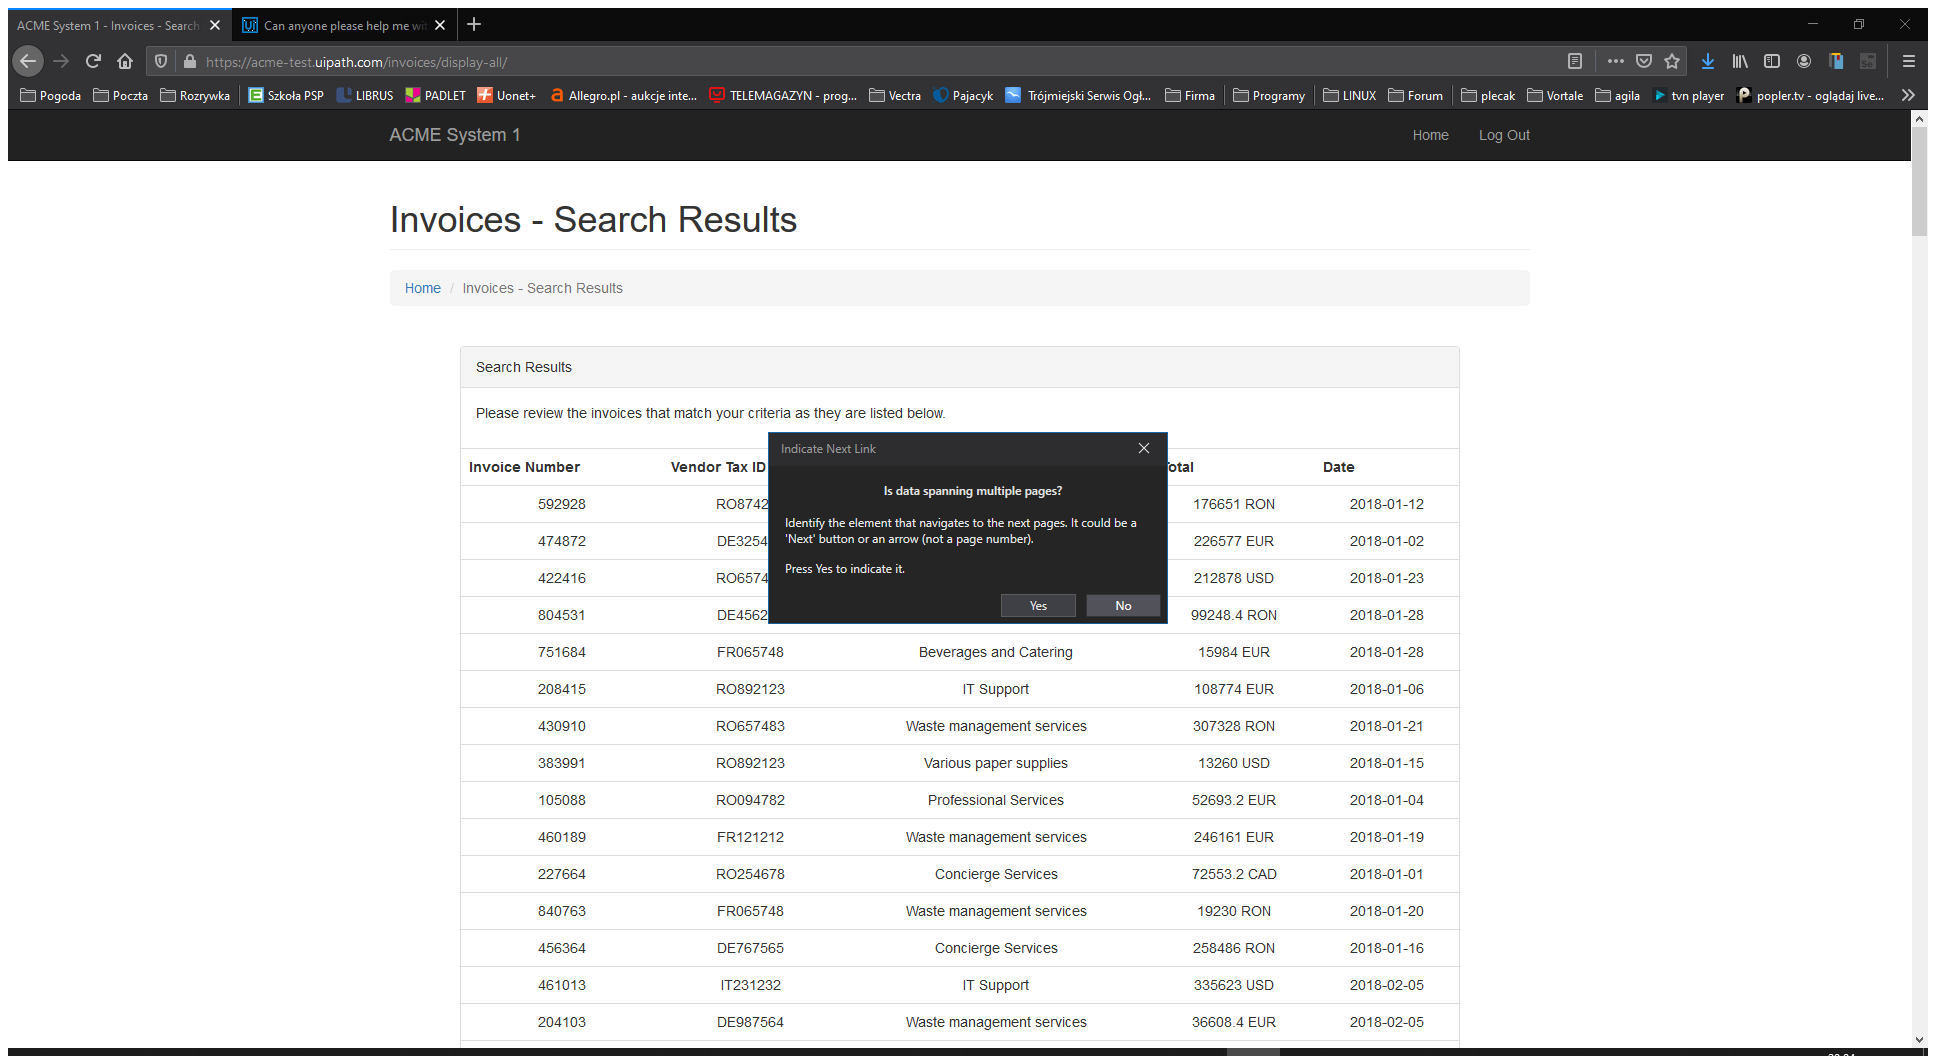 ACME System 1 - Invoices - Search
Can anyone please help me wi
https://acme-test.uipath.com/invoices/display-all/
Pogoda Poczta Rozrywka Szkoła PSP LIBRUS PADLET Uonet+ Allegro.pl - aukcje inte... TELEMAGAZYN - prog... Vectra Pajacyk Trójmiejski Serwis Ogł... Firma Programy LINUX Forum plecak Vortale agila tvn player popler.tv - oglądaj live...
ACME System 1 Home Log Out
Invoices - Search Results
Home / Invoices - Search Results
Search Results
Please review the invoices that match your criteria as they are listed below.
Invoice Number Vendor Tax ID Total Date
592928 RO8742 176651 RON 2018-01-12
474872 DE3254 226577 EUR 2018-01-02
422416 RO6574 212878 USD 2018-01-23
804531 DE4562 99248.4 RON 2018-01-28
Indicate Next Link
Is data spanning multiple pages?
Identify the element that navigates to the next pages. It could be a
'Next' button or an arrow (not a page number).
Press Yes to indicate it.
Yes No
751684 FR065748 Beverages and Catering 15984 EUR 2018-01-28
208415 RO892123 IT Support 108774 EUR 2018-01-06
430910 RO657483 Waste management services 307328 RON 2018-01-21
383991 RO892123 Various paper supplies 13260 USD 2018-01-15
105088 RO094782 Professional Services 52693.2 EUR 2018-01-04
460189 FR121212 Waste management services 246161 EUR 2018-01-19
227664 RO254678 Concierge Services 72553.2 CAD 2018-01-01
840763 FR065748 Waste management services 19230 RON 2018-01-20
456364 DE767565 Concierge Services 258486 RON 2018-01-16
461013 IT231232 IT Support 335623 USD 2018-02-05
204103 DE987564 Waste management services 36608.4 EUR 2018-02-05